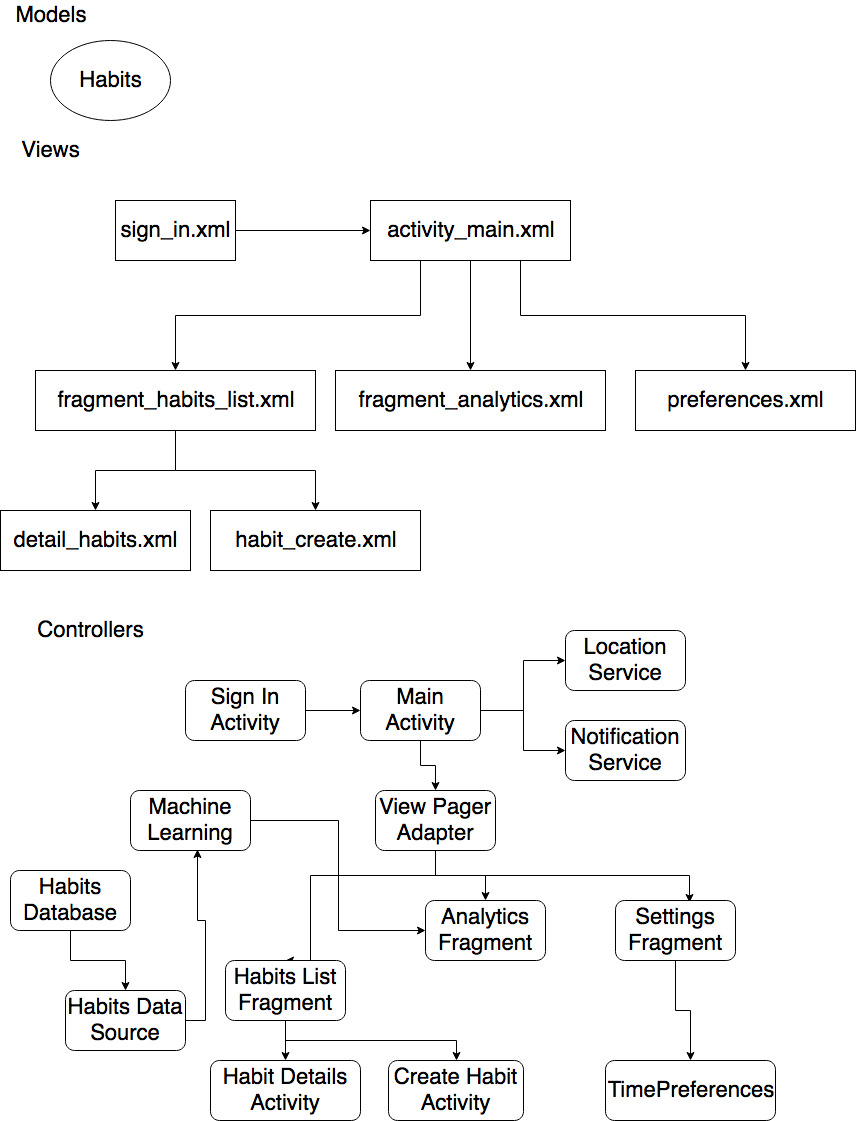 Models
Habits
Views
sign_in.xml
activity_main.xml
fragment_habits_list.xml
fragment_analytics.xml
preferences.xml
detail_habits.xml
habit_create.xml
Controllers
Location
Service
Sign In
Activity
Main
Activity
Notification
Service
Machine
Learning
View Pager
Adapter
Habits
Database
Analytics
Fragment
Settings
Fragment
Habits List
Fragment
Habits Data
Source
Habit Details
Activity
Create Habit
Activity
TimePreferences